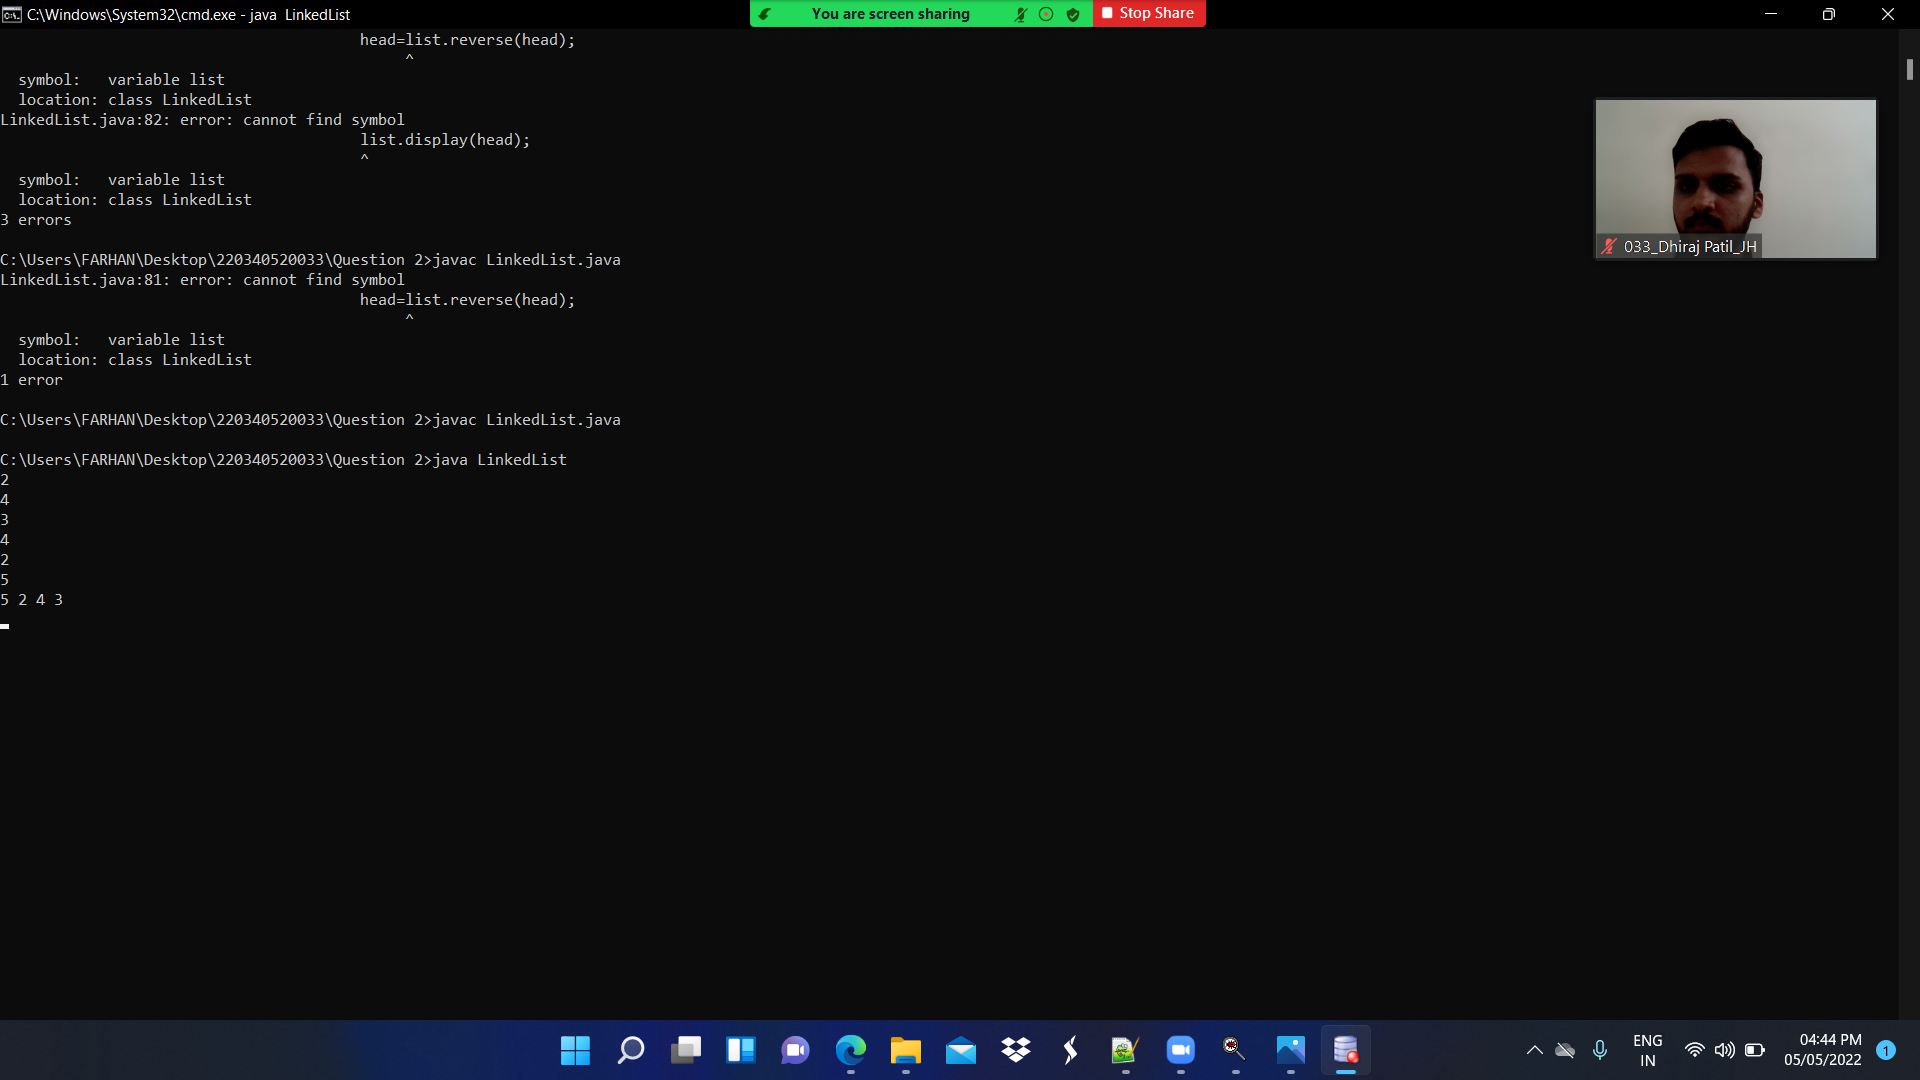 C:\Windows\System32\cmd.exe - java  LinkedList
You are screen sharing
Stop Share
head=list.reverse(head);
^
symbol:   variable list
location: class LinkedList
LinkedList.java:82: error: cannot find symbol
list.display(head);
^
symbol:   variable list
location: class LinkedList
3 errors
C:\Users\FARHAN\Desktop\220340520033\Question 2>javac LinkedList.java
LinkedList.java:81: error: cannot find symbol
head=list.reverse(head);
^
symbol:   variable list
location: class LinkedList
1 error
C:\Users\FARHAN\Desktop\220340520033\Question 2>javac LinkedList.java
C:\Users\FARHAN\Desktop\220340520033\Question 2>java LinkedList
2
4
3
4
2
5
5 2 4 3
033_Dhiraj Patil_JH
ENG
IN
04:44 PM
05/05/2022
1